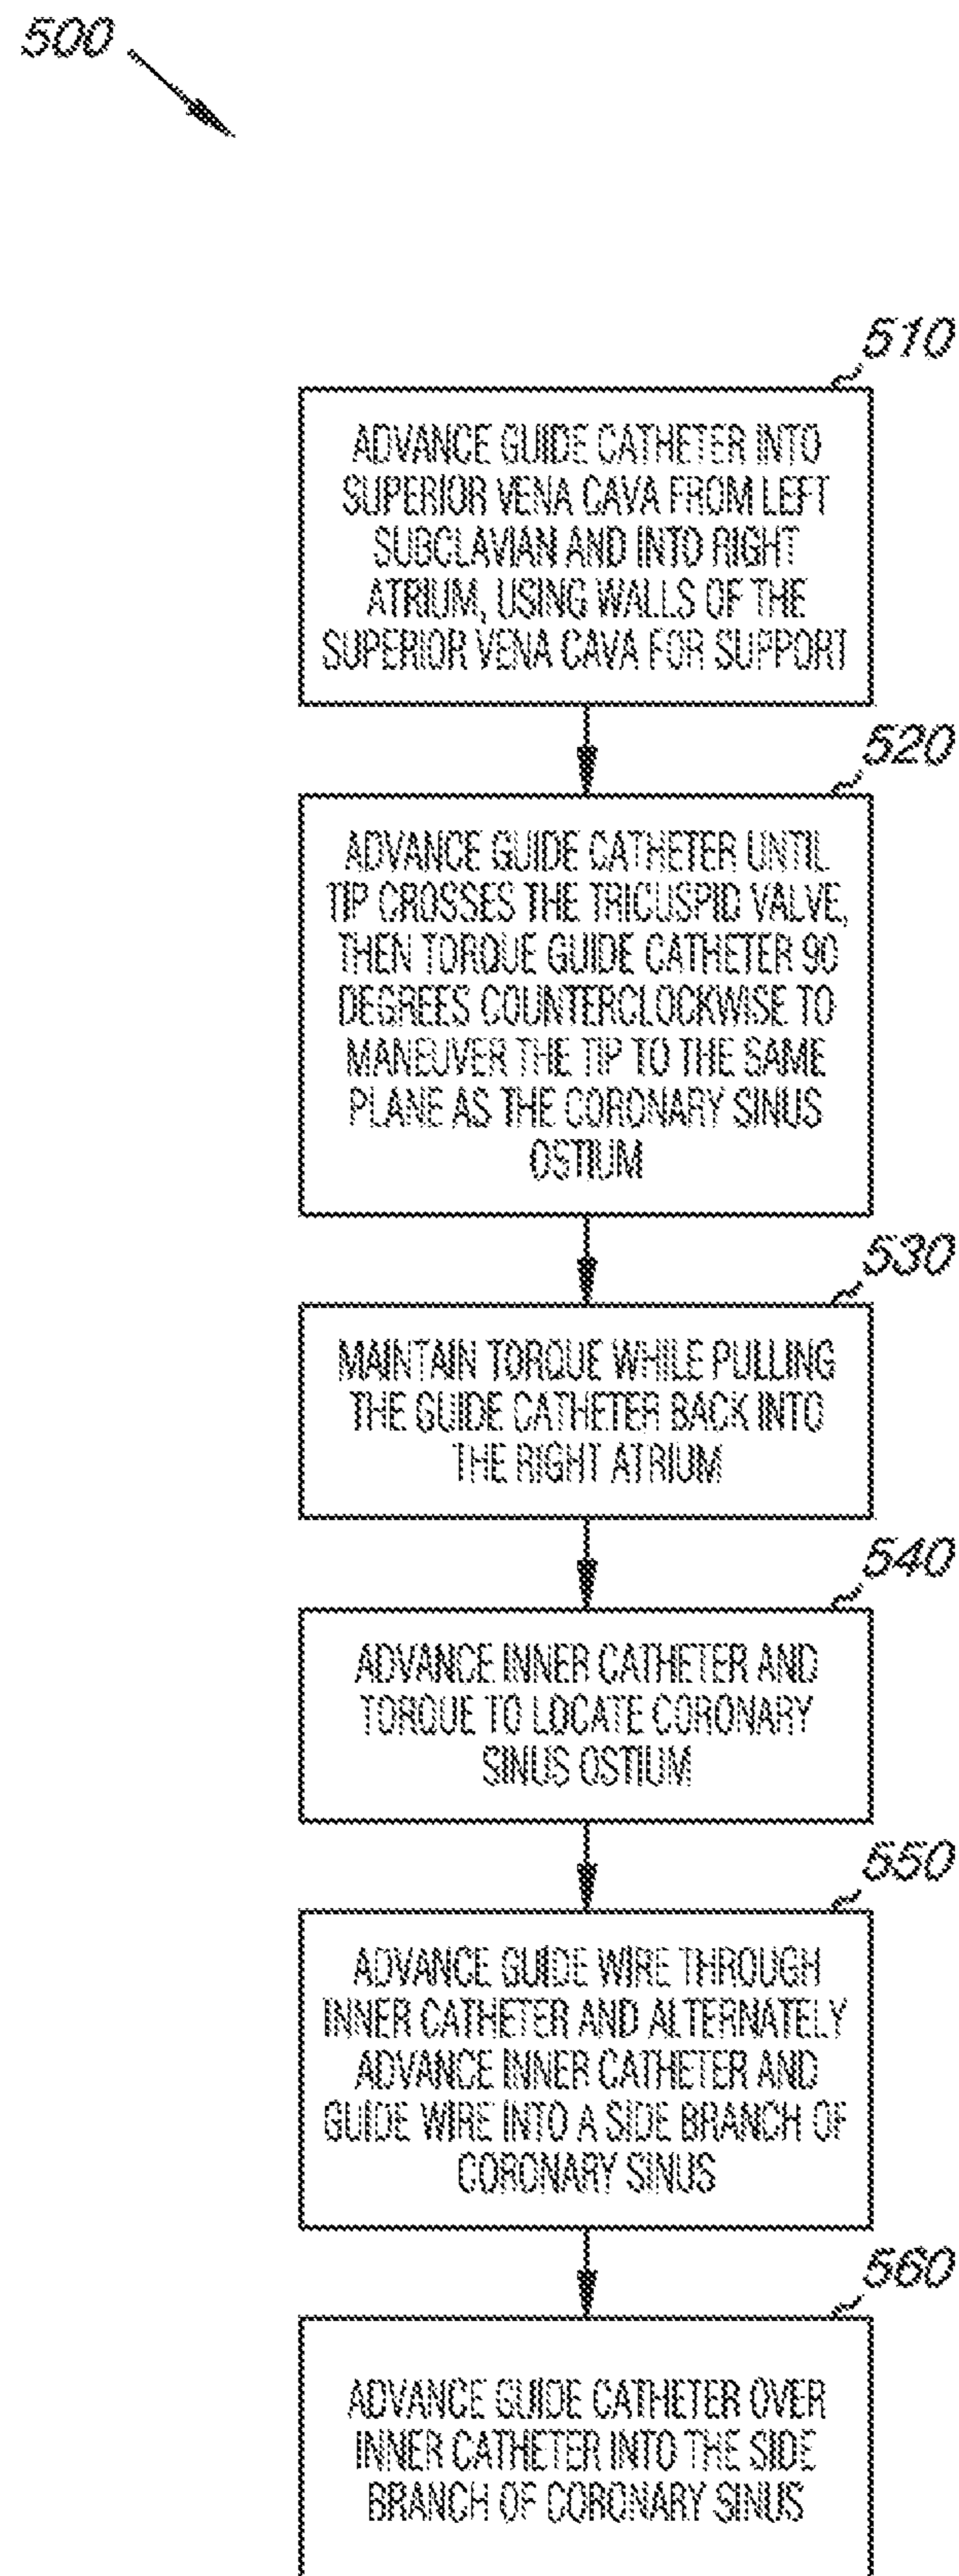 500
510
ADVANCE GUIDE CATHETER INTO
SUPERIOR VENA CAVA FROM LEFT
SUBCLAVIAN AND INTO RIGHT
ATRIUM, USING WALLS OF THE
SUPERIOR VENA CAVA FOR SUPPORT
520
ADVANCE GUIDE CATHETER UNTIL
TIP CROSSES THE TRICUSPID VALVE,
THEN TORQUE GUIDE CATHETER 90
DEGREES COUNTERCLOCKWISE TO
MANEUVER THE TIP TO THE SAME
PLANE AS THE CORONARY SINUS
OSTIUM
530
MAINTAIN TORQUE WHILE PULLING
THE GUIDE CATHETER BACK INTO
THE RIGHT ATRIUM
540
ADVANCE INNER CATHETER AND
TORQUE TO LOCATE CORONARY
SINUS OSTIUM
550
ADVANCE GUIDE WIRE THROUGH
INNER CATHETER AND ALTERNATELY
ADVANCE INNER CATHETER AND
GUIDE WIRE INTO A SIDE BRANCH OF
CORONARY SINUS
560
ADVANCE GUIDE CATHETER OVER
INNER CATHETER INTO THE SIDE
BRANCH OF CORONARY SINUS